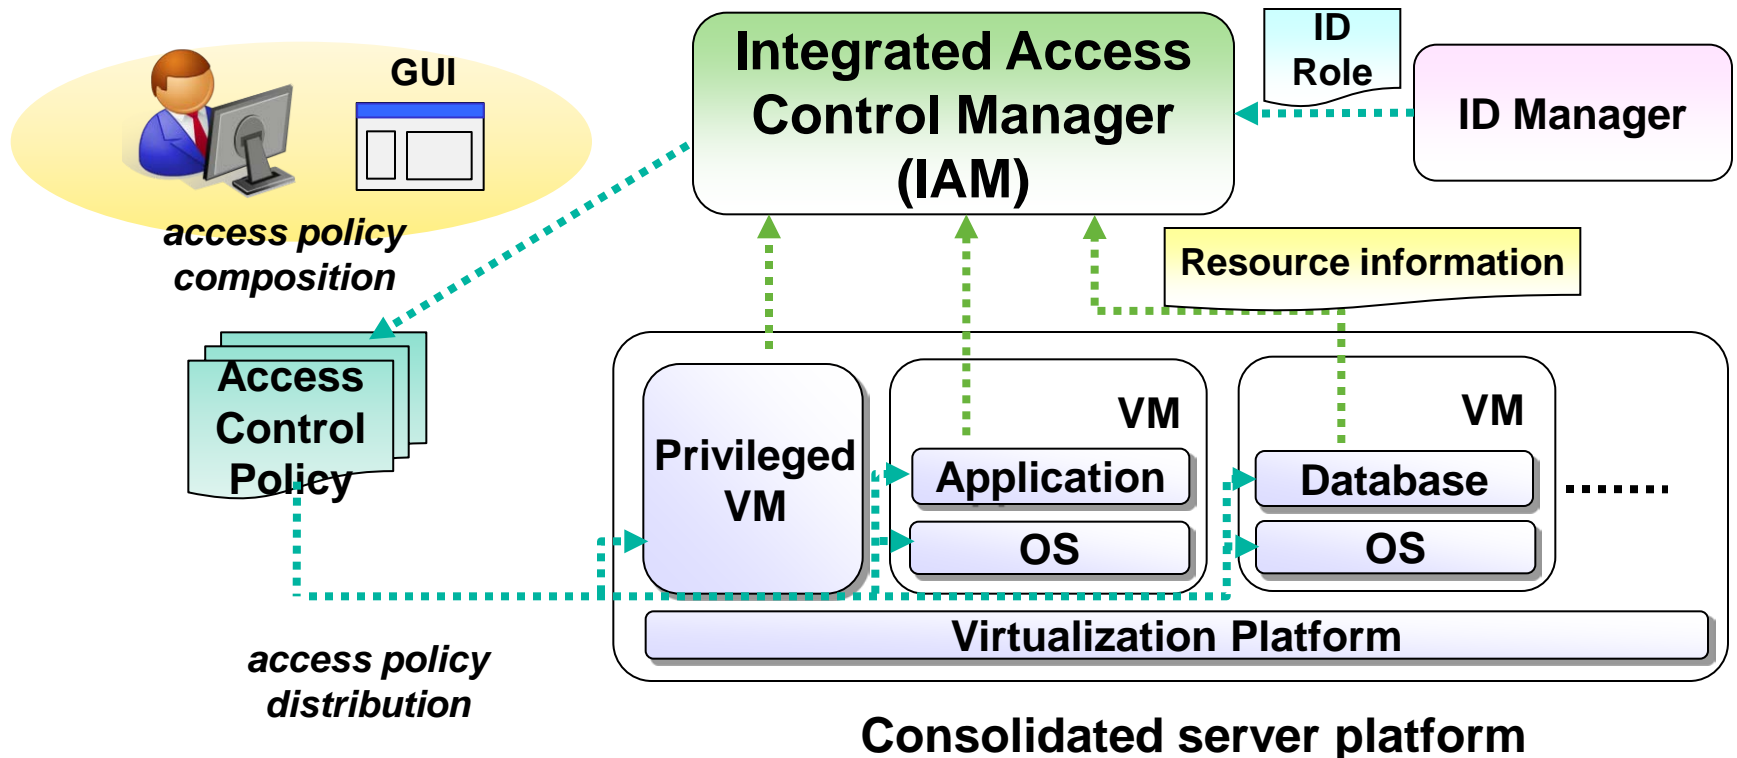 GUI
access policy
composition
Integrated Access
Control Manager
(IAM)
ID
Role
ID Manager
Resource information
Access
Control
Policy
Privileged
VM
VM
Application
OS
VM
Database
OS
Virtualization Platform
access policy
distribution
Consolidated server platform